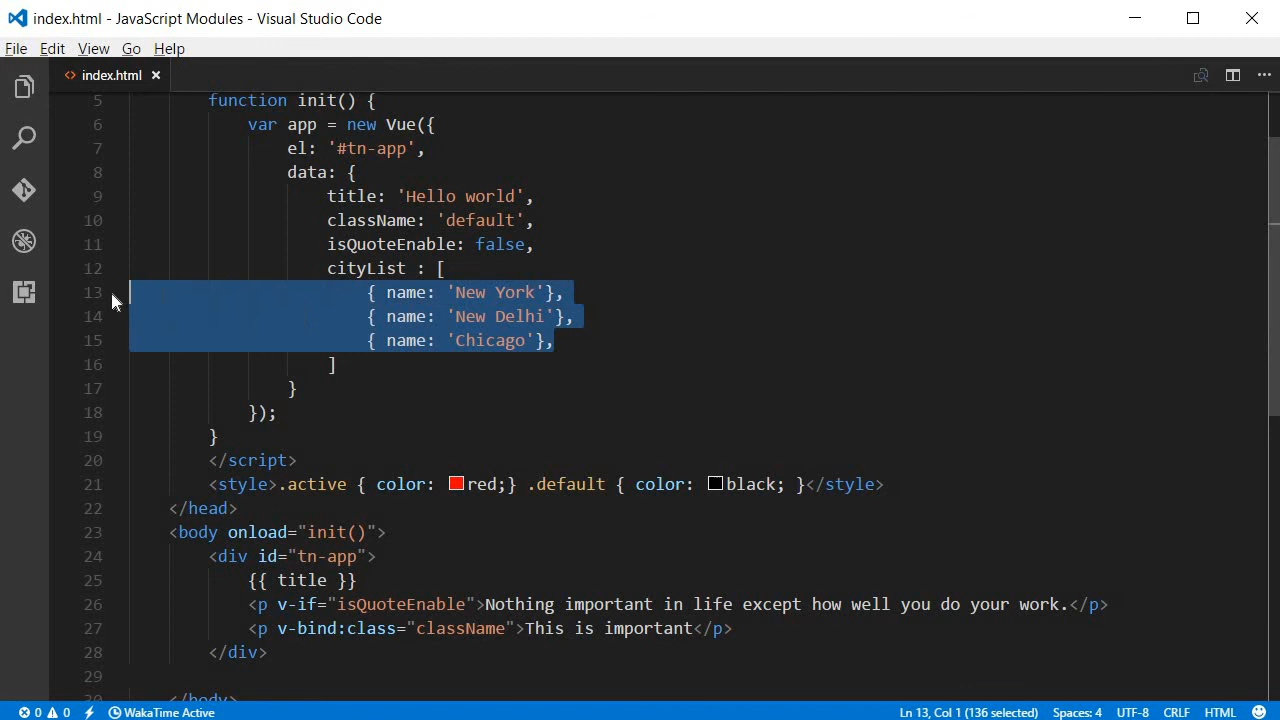 index.html - JavaScript Modules - Visual Studio Code
File Edit View Go Help
<> index.html ×
5 function init() {
6 var app = new Vue({
7 el: '#tn-app',
8 data: {
9 title: 'Hello world',
10 className: 'default',
11 isQuoteEnable: false,
12 cityList : [
13 { name: 'New York'},
14 { name: 'New Delhi'},
15 { name: 'Chicago'},
16 ]
17 }
18 });
19 }
20 </script>
21 <style>.active { color: red;} .default { color: black; }</style>
22 </head>
23 <body onload="init()">
24 <div id="tn-app">
25 {{ title }}
26 <p v-if="isQuoteEnable">Nothing important in life except how well you do your work.</p>
27 <p v-bind:class="className">This is important</p>
28 </div>
29
30 </body>
0 0 WakaTime Active Ln 13, Col 1 (136 selected) Spaces: 4 UTF-8 CRLF HTML